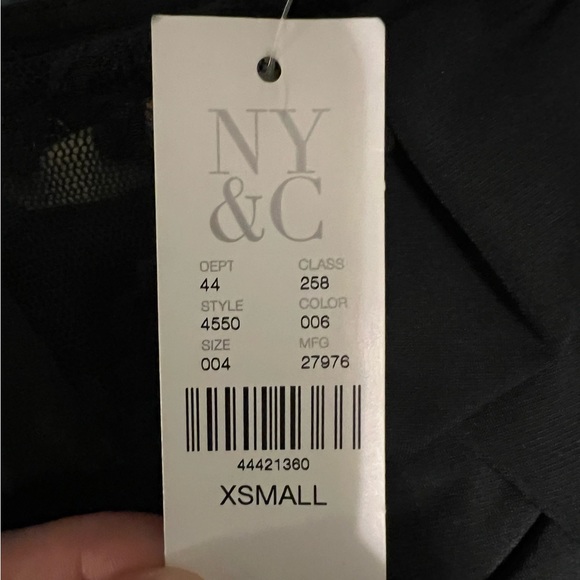 NY
&C
DEPT CLASS
44 258
STYLE COLOR
4550 006
SIZE MFG
004 27976
44421360
XSMALL